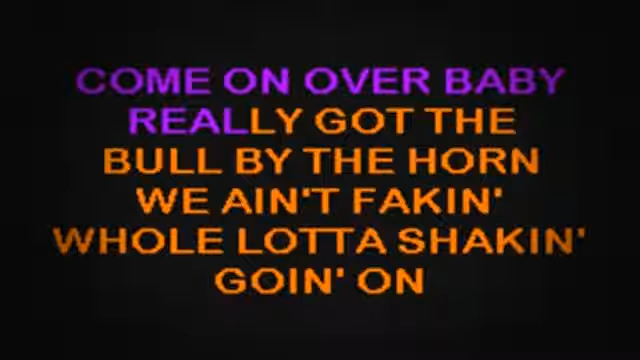 COME ON OVER BABY
REALLY GOT THE
BULL BY THE HORN
WE AIN'T FAKIN'
WHOLE LOTTA SHAKIN'
GOIN' ON